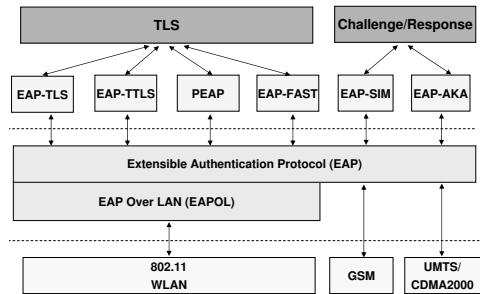 TLS
Challenge/Response
EAP-TLS
EAP-TTLS
PEAP
EAP-FAST
EAP-SIM
EAP-AKA
Extensible Authentication Protocol (EAP)
EAP Over LAN (EAPOL)
802.11
WLAN
GSM
UMTS/
CDMA2000